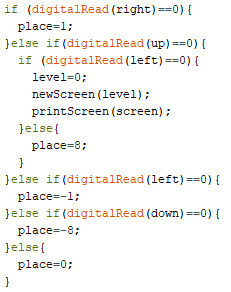 if (digitalRead(right)==0){
  place=1;
}else if(digitalRead(up)==0){
  if (digitalRead(left)==0){
    level=0;
    newScreen(level);
    printScreen(screen);
  }else{
    place=8;
  }
}else if(digitalRead(left)==0){
  place=-1;
}else if(digitalRead(down)==0){
  place=-8;
}else{
  place=0;
}